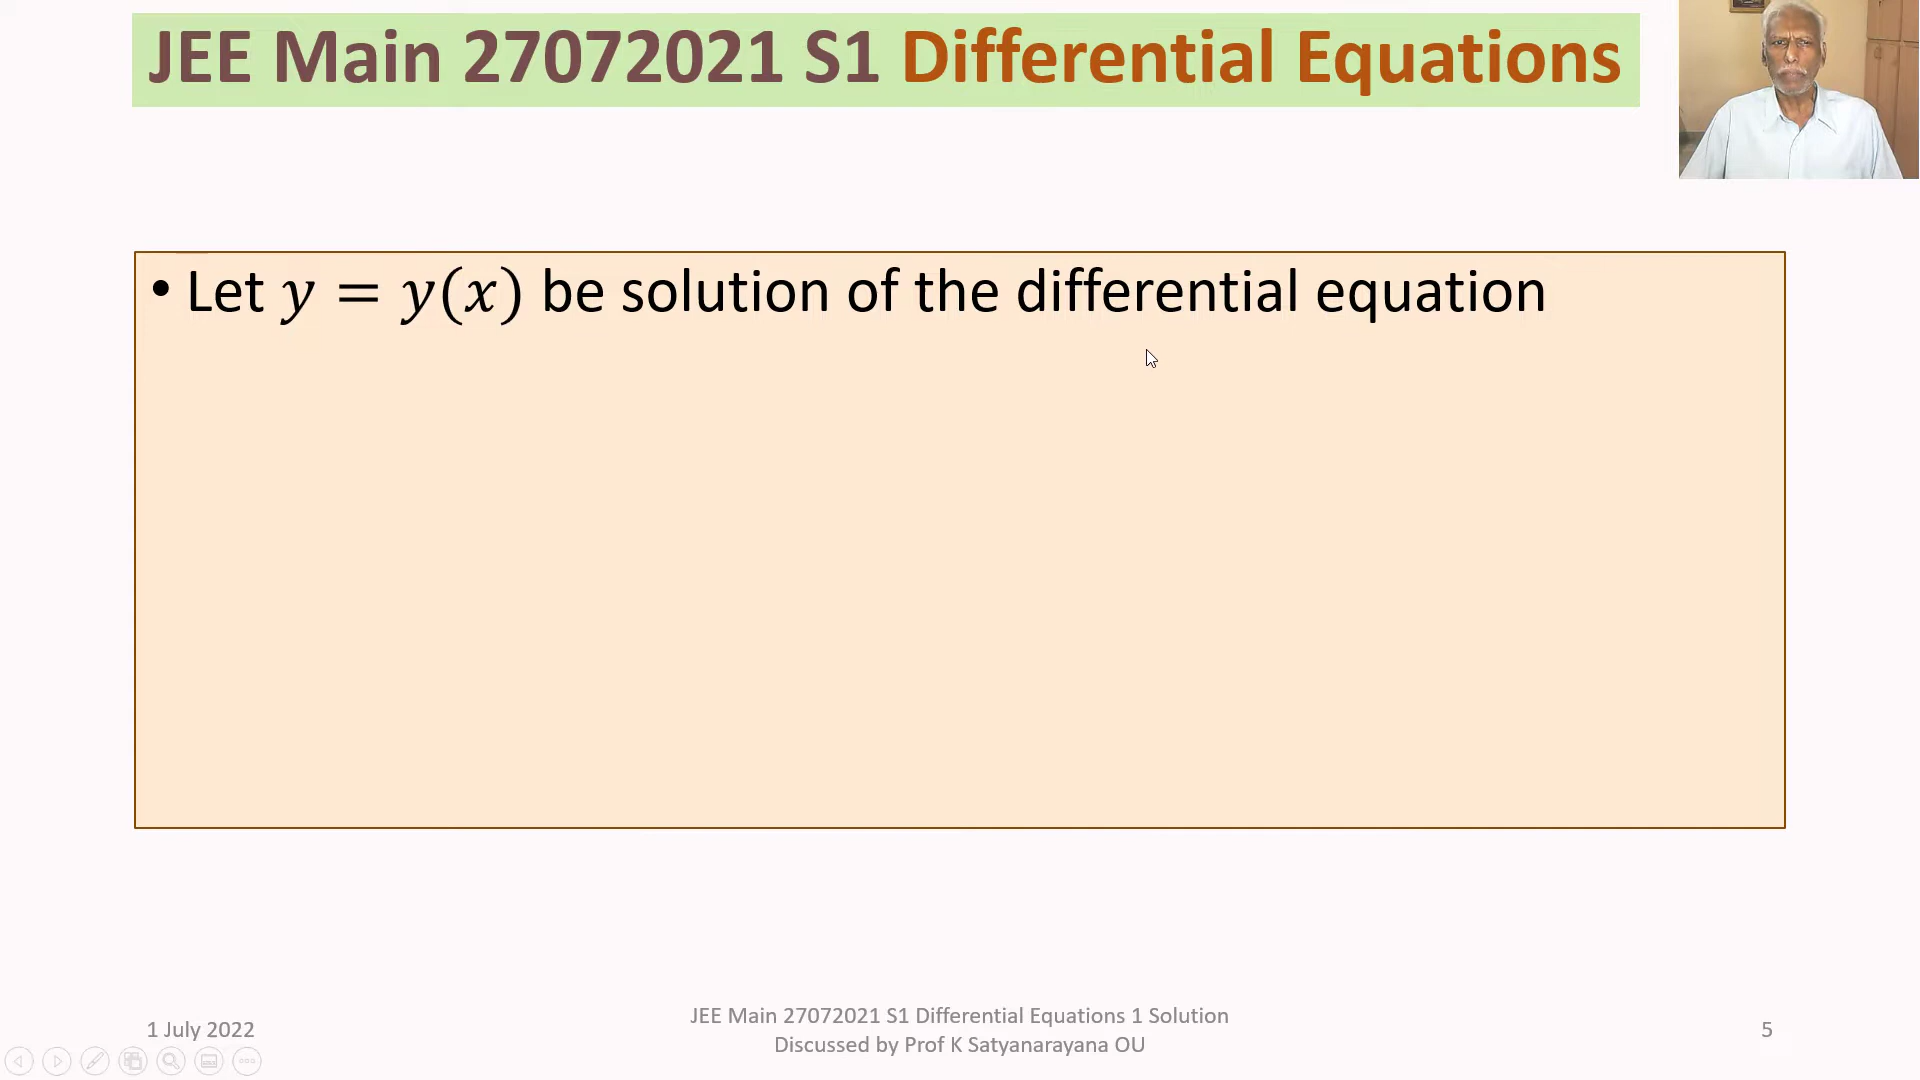 JEE Main 27072021 S1 Differential Equations
• Let y = y(x) be solution of the differential equation
1 July 2022
JEE Main 27072021 S1 Differential Equations 1 Solution
Discussed by Prof K Satyanarayana OU
5